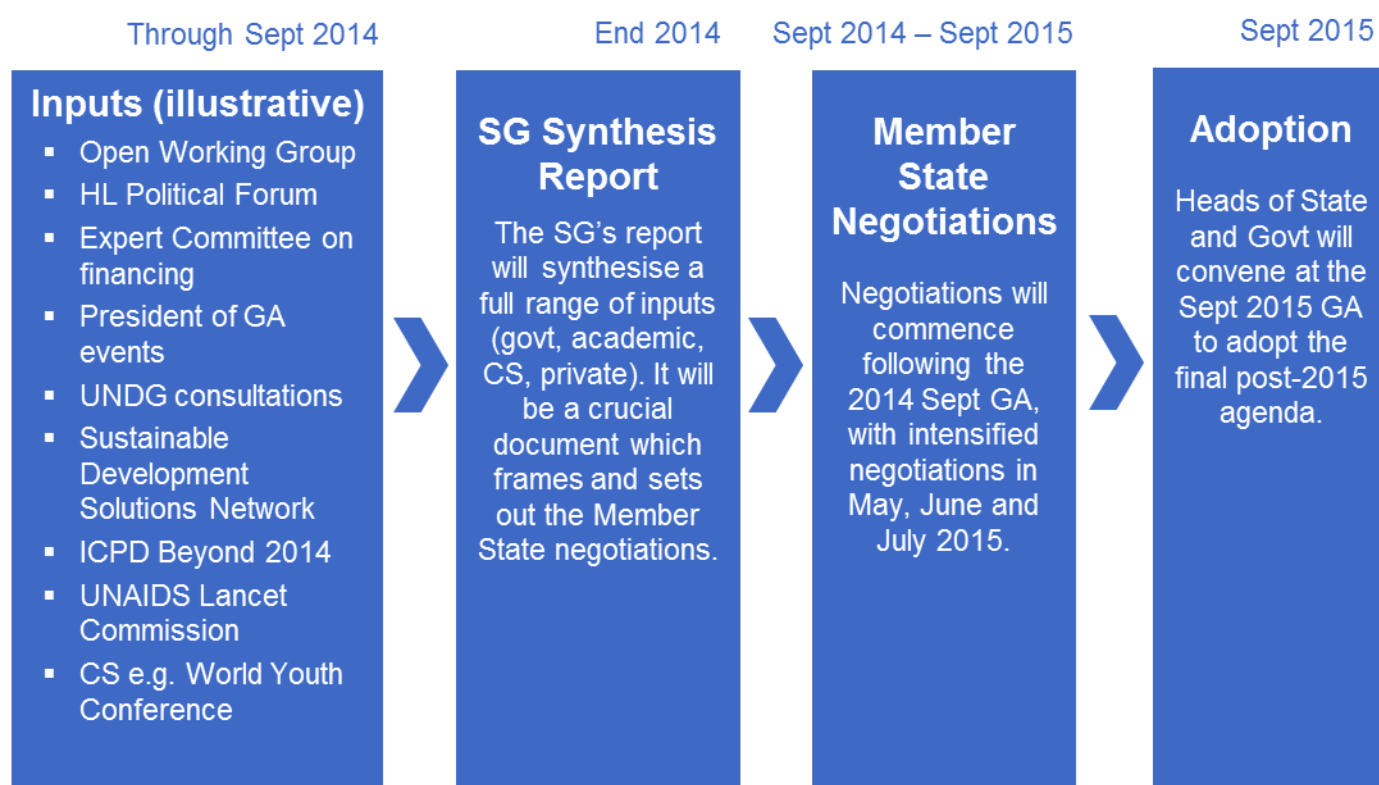 Through Sept 2014
Inputs (illustrative)
▪ Open Working Group
▪ HL Political Forum
▪ Expert Committee on
financing
▪ President of GA
events
▪ UNDG consultations
▪ Sustainable
Development
Solutions Network
▪ ICPD Beyond 2014
▪ UNAIDS Lancet
Commission
▪ CS e.g. World Youth
Conference
End 2014
SG Synthesis
Report
The SG's report
will synthesise a
full range of inputs
(govt, academic,
CS, private). It will
be a crucial
document which
frames and sets
out the Member
State negotiations.
Sept 2014 – Sept 2015
Member
State
Negotiations
Negotiations will
commence
following the
2014 Sept GA,
with intensified
negotiations in
May, June and
July 2015.
Sept 2015
Adoption
Heads of State
and Govt will
convene at the
Sept 2015 GA
to adopt the
final post-2015
agenda.